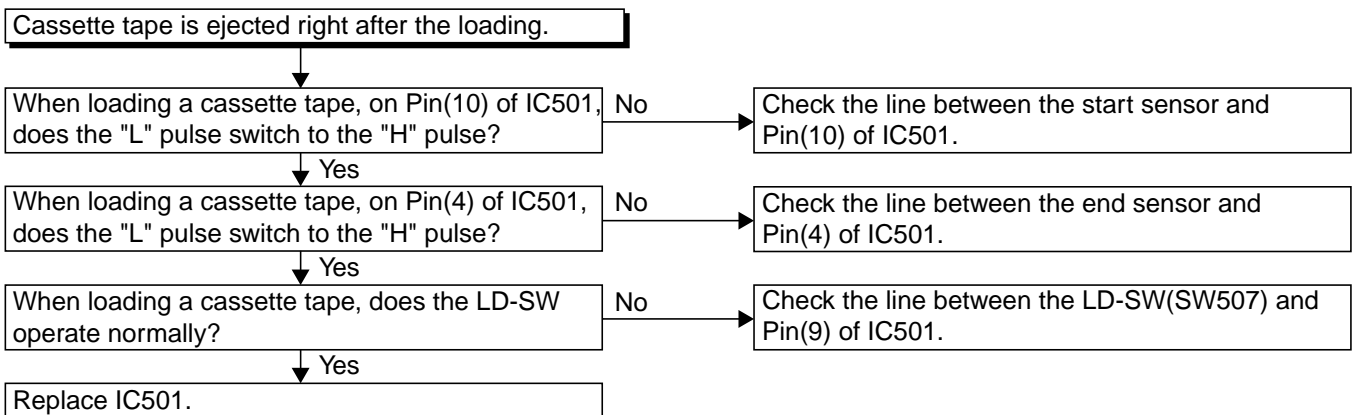 Cassette tape is ejected right after the loading.
When loading a cassette tape, on Pin(10) of IC501,
does the "L" pulse switch to the "H" pulse?
No
Check the line between the start sensor and
Pin(10) of IC501.
Yes
When loading a cassette tape, on Pin(4) of IC501,
does the "L" pulse switch to the "H" pulse?
No
Check the line between the end sensor and
Pin(4) of IC501.
Yes
When loading a cassette tape, does the LD-SW
operate normally?
No
Check the line between the LD-SW(SW507) and
Pin(9) of IC501.
Yes
Replace IC501.